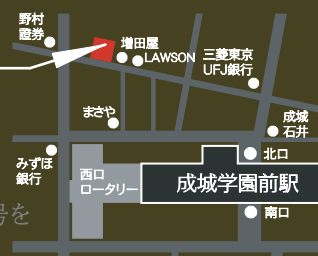 野村
證券
増田屋
LAWSON
三菱東京
UFJ銀行
まさや
成城
石井
みずほ
銀行
西口
ロータリー
北口
成城学園前駅
南口
号を